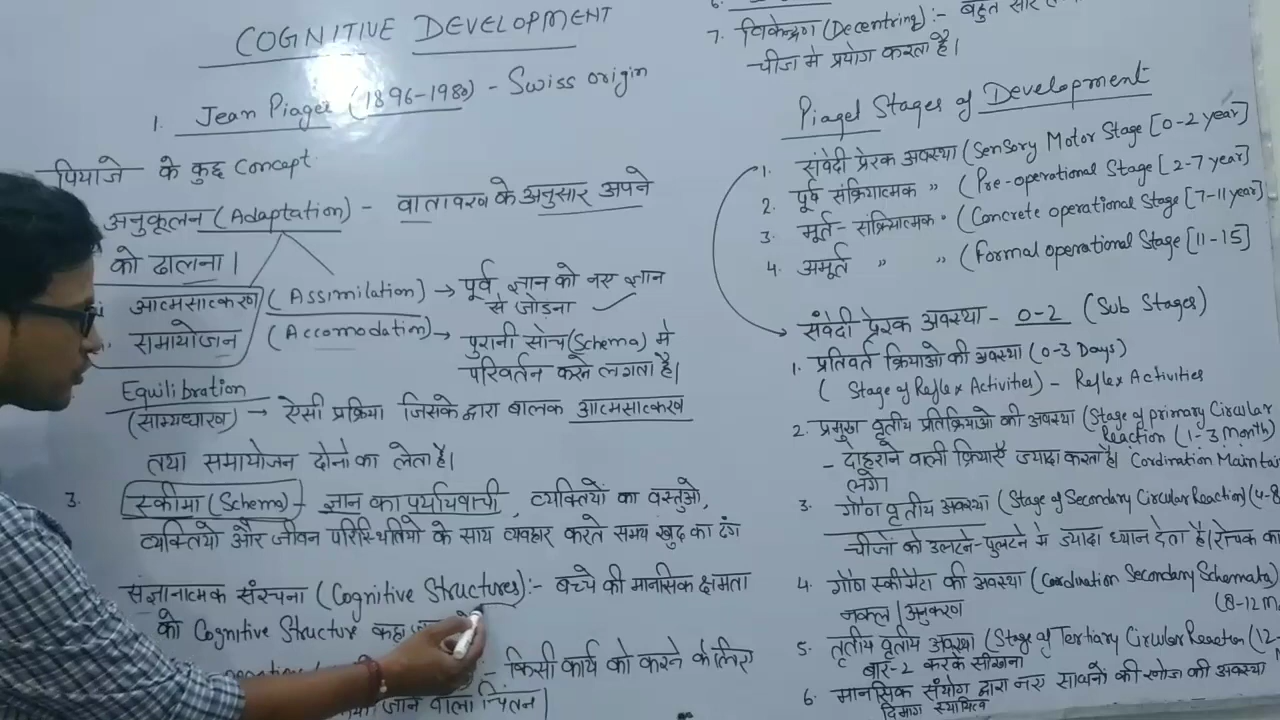 COGNITIVE DEVELOPMENT
1. Jean Piaget (1896-1980) - Swiss origin
पियाजे के कुछ Concept
अनुकूलन (Adaptation) - वातावरण के अनुसार अपने
को ढालना।
आत्मसात्करण (Assimilation) → पूर्व ज्ञान को नए ज्ञान
से जोड़ना
समायोजन (Accomodation) → पुरानी सोच (Schema) मे
परिवर्तन करने लगता है।
Equilibration
(साम्यधारण) → ऐसी प्रक्रिया जिसके द्वारा बालक आत्मसात्करण
तथा समायोजन दोनो का लेता है।
3. स्कीमा (Schema) - ज्ञान का पर्यायवाची, व्यक्तियों का वस्तुओ,
व्यक्तियो और जीवन परिस्थितियो के साथ व्यवहार करते समय खुद का ढंग
संज्ञानात्मक संरचना (Cognitive Structures) :- बच्चे की मानसिक क्षमता
को Cognitive Structure कहा
- किसी कार्य को करने के लिए
जाने वाला चिंतन।
6.
7. विकेन्द्रण (Decentring) :- बहुत सारे
चीज मे प्रयोग करता है।
Piaget Stages of Development
1. संवेदी प्रेरक अवस्था (Sensory Motor Stage [0-2 year]
2. पूर्व संक्रियात्मक " (Pre-operational Stage [2-7 year]
3. मूर्त- संक्रियात्मक " (Concrete operational Stage [7-11 year]
4. अमूर्त " " (Formal operational Stage [11-15]
संवेदी प्रेरक अवस्था - 0-2 (Sub Stages)
1. प्रतिवर्त क्रियाओ की अवस्था (0-3 Days)
(Stage of Reflex Activities) - Reflex Activities
2. प्रमुख वृतीय प्रतिक्रियाओ की अवस्था (Stage of primary Circular
Reaction (1-3 Month)
- दोहराने वाली क्रियाएँ ज्यादा करता है। Cordination Maintai
लगे।
3. गौण वृतीय अवस्था (Stage of Secondary Circular Reaction) (4-8
चीजो को उलटने-पुलटने मे ज्यादा ध्यान देता है।
4. गौण स्कीमैटा की अवस्था (Cordination Secondary Schemata)
(8-12 M
नकल | अनुकरण
5. तृतीय वृतीय अवस्था (Stage of Tertiary Circular Reaction (12-
बार-2 करके सीखना
6. मानसिक संयोग द्वारा नए साधनो की खोज की अवस्था
दिमाग